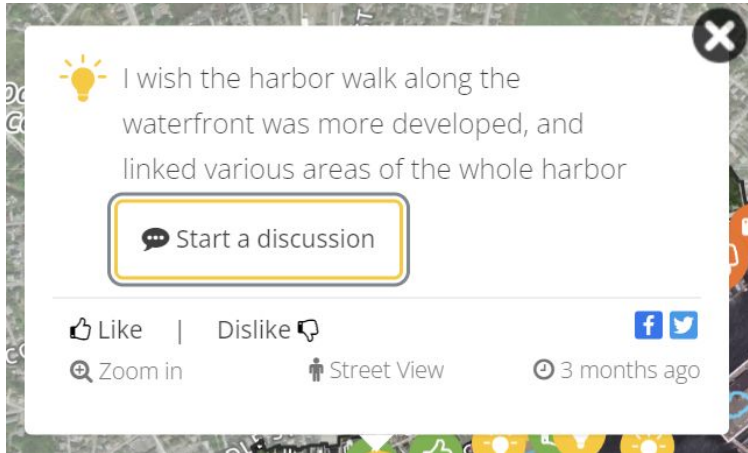 I wish the harbor walk along the
waterfront was more developed, and
linked various areas of the whole harbor
Start a discussion
Like | Dislike
Zoom in Street View 3 months ago